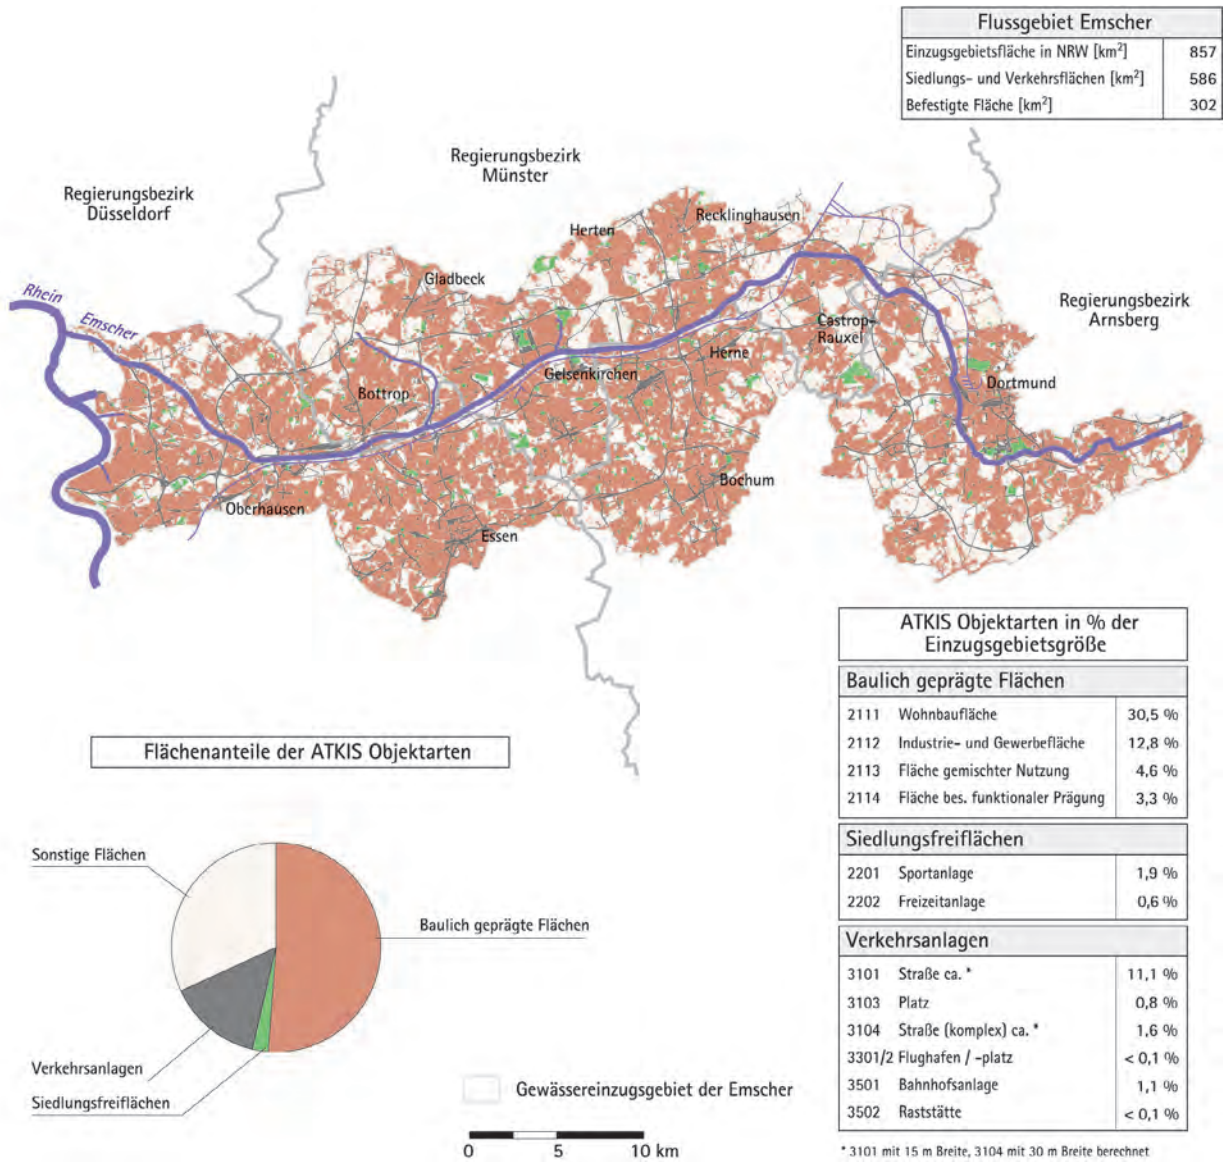 Flussgebiet Emscher
Einzugsgebietsfläche in NRW [km²] 857
Siedlungs- und Verkehrsflächen [km²] 586
Befestigte Fläche [km²] 302
Regierungsbezirk
Münster
Regierungsbezirk
Düsseldorf
Recklinghausen
Herten
Gladbeck
Rhein
Emscher
Regierungsbezirk
Arnsberg
Castrop-
Rauxel
Herne
Gelsenkirchen
Dortmund
Bottrop
Bochum
Oberhausen
Essen
ATKIS Objektarten in % der
Einzugsgebietsgröße
Baulich geprägte Flächen
2111 Wohnbaufläche 30,5 %
2112 Industrie- und Gewerbefläche 12,8 %
2113 Fläche gemischter Nutzung 4,6 %
2114 Fläche bes. funktionaler Prägung 3,3 %
Siedlungsfreiflächen
2201 Sportanlage 1,9 %
2202 Freizeitanlage 0,6 %
Verkehrsanlagen
3101 Straße ca. * 11,1 %
3103 Platz 0,8 %
3104 Straße (komplex) ca. * 1,6 %
3301/2 Flughafen / -platz < 0,1 %
3501 Bahnhofsanlage 1,1 %
3502 Raststätte < 0,1 %
* 3101 mit 15 m Breite, 3104 mit 30 m Breite berechnet
Flächenanteile der ATKIS Objektarten
Sonstige Flächen
Baulich geprägte Flächen
Verkehrsanlagen
Siedlungsfreiflächen
Gewässereinzugsgebiet der Emscher
0 5 10 km